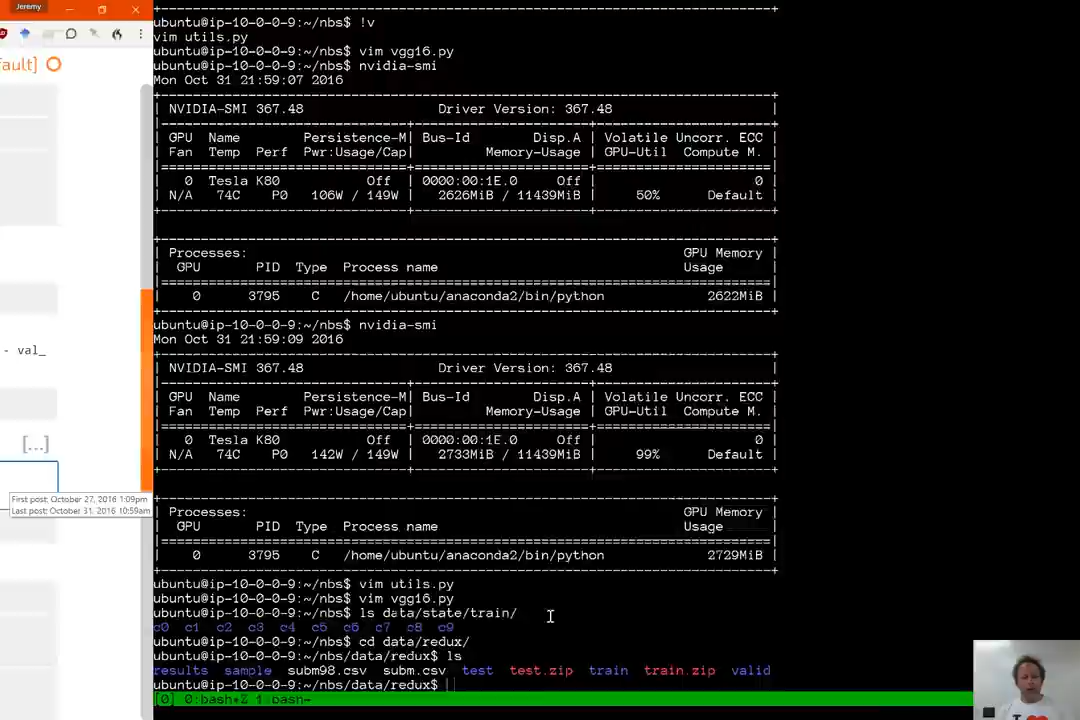 Jeremy
ault]
- val_
[...]
First post: October 27, 2016 1:09pm
Last post: October 31, 2016 10:59am
+------------------------------------------------------------------------------+
ubuntu@ip-10-0-0-9:~/nbs$ !v
vim utils.py
ubuntu@ip-10-0-0-9:~/nbs$ vim vgg16.py
ubuntu@ip-10-0-0-9:~/nbs$ nvidia-smi
Mon Oct 31 21:59:07 2016
| NVIDIA-SMI 367.48 Driver Version: 367.48 |
| GPU Name Persistence-M| Bus-Id Disp.A | Volatile Uncorr. ECC |
| Fan Temp Perf Pwr:Usage/Cap| Memory-Usage | GPU-Util Compute M. |
| 0 Tesla K80 Off | 0000:00:1E.0 Off | 0 |
| N/A 74C P0 106W / 149W | 2626MiB / 11439MiB | 50% Default |
| Processes: GPU Memory |
| GPU PID Type Process name Usage |
| 0 3795 C /home/ubuntu/anaconda2/bin/python 2622MiB |
ubuntu@ip-10-0-0-9:~/nbs$ nvidia-smi
Mon Oct 31 21:59:09 2016
| NVIDIA-SMI 367.48 Driver Version: 367.48 |
| GPU Name Persistence-M| Bus-Id Disp.A | Volatile Uncorr. ECC |
| Fan Temp Perf Pwr:Usage/Cap| Memory-Usage | GPU-Util Compute M. |
| 0 Tesla K80 Off | 0000:00:1E.0 Off | 0 |
| N/A 74C P0 142W / 149W | 2733MiB / 11439MiB | 99% Default |
| Processes: GPU Memory |
| GPU PID Type Process name Usage |
| 0 3795 C /home/ubuntu/anaconda2/bin/python 2729MiB |
ubuntu@ip-10-0-0-9:~/nbs$ vim utils.py
ubuntu@ip-10-0-0-9:~/nbs$ vim vgg16.py
ubuntu@ip-10-0-0-9:~/nbs$ ls data/state/train/
c0 c1 c2 c3 c4 c5 c6 c7 c8 c9
ubuntu@ip-10-0-0-9:~/nbs$ cd data/redux/
ubuntu@ip-10-0-0-9:~/nbs/data/redux$ ls
results sample subm98.csv subm.csv test test.zip train train.zip valid
ubuntu@ip-10-0-0-9:~/nbs/data/redux$
[0] 0:bash*Z 1:bash-